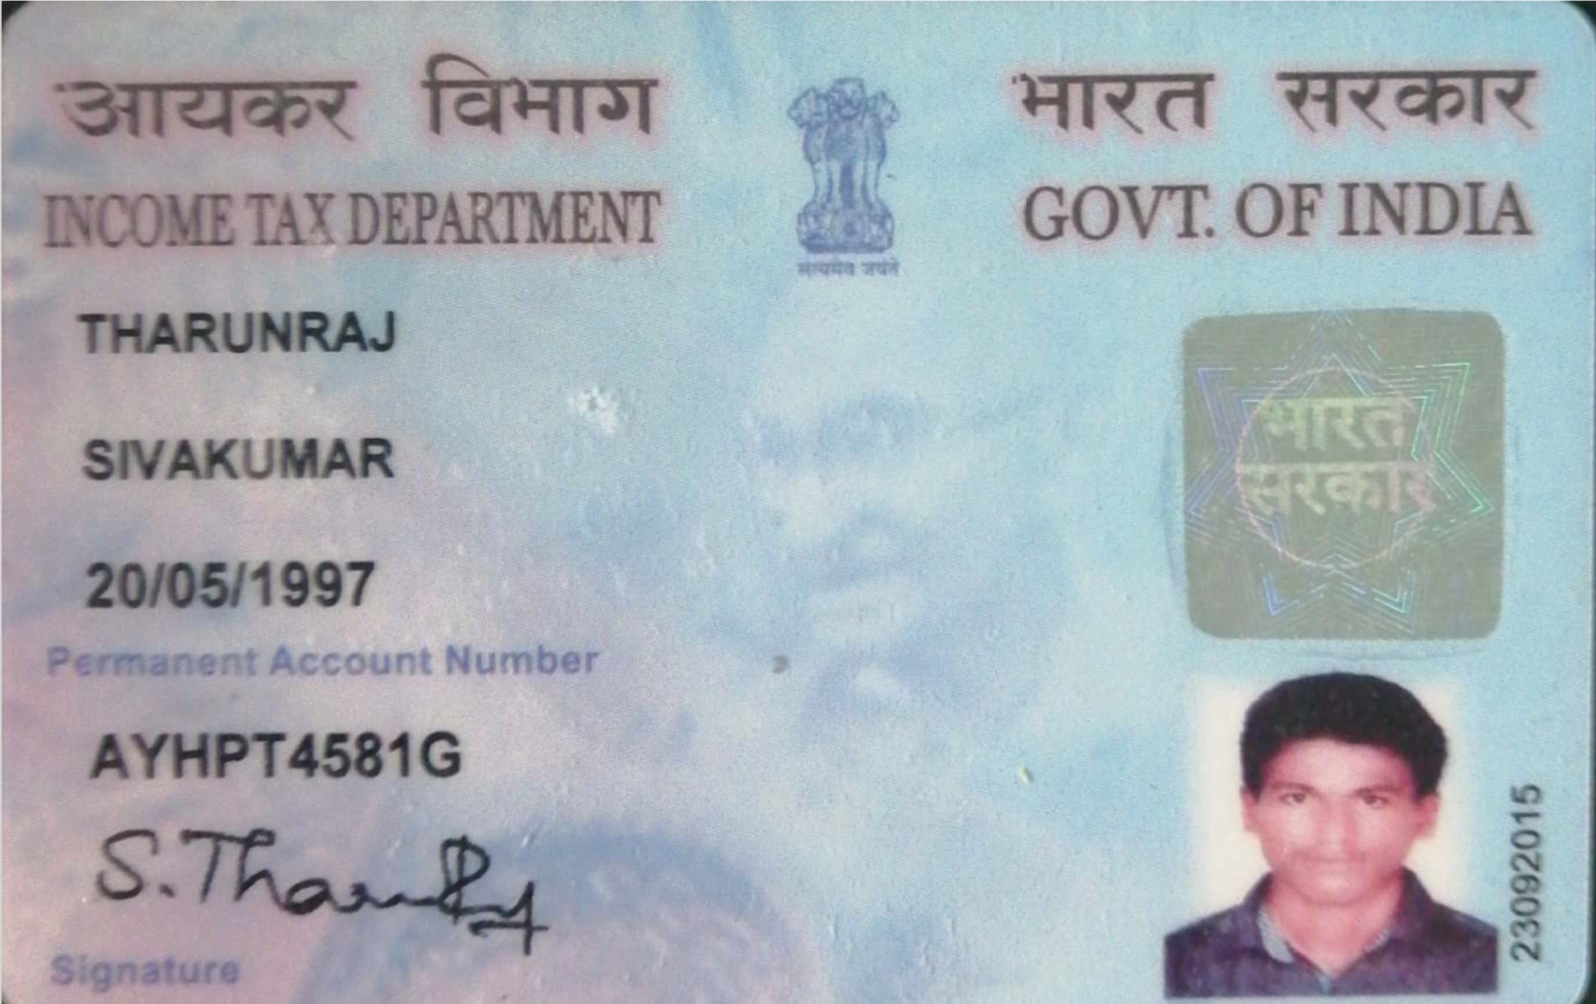 आयकर विभाग
भारत सरकार
INCOME TAX DEPARTMENT
GOVT. OF INDIA
सत्यमेव जयते
THARUNRAJ
SIVAKUMAR
20/05/1997
Permanent Account Number
AYHPT4581G
S.Tharun
Signature
भारत
सरकार
23092015